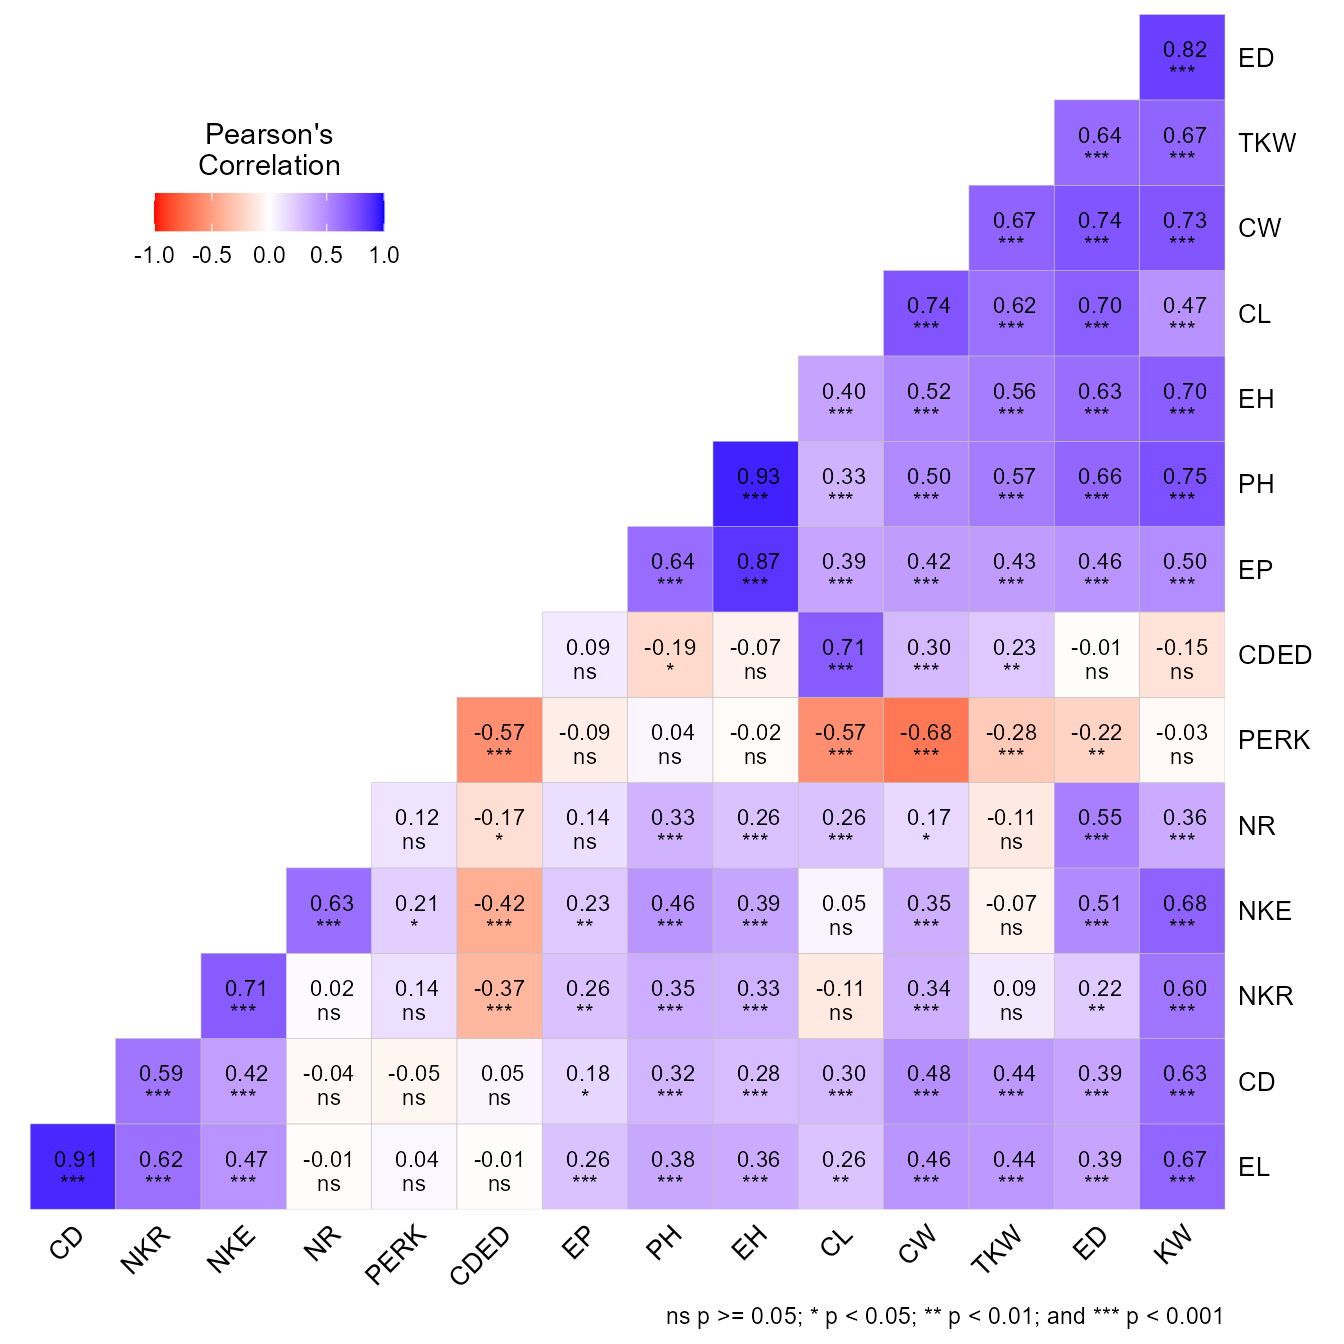 0.82 ED
***
Pearson's
Correlation
-1.0 -0.5 0.0 0.5 1.0
0.64 0.67 TKW
*** ***
0.67 0.74 0.73 CW
*** *** ***
0.74 0.62 0.70 0.47 CL
*** *** *** ***
0.40 0.52 0.56 0.63 0.70 EH
*** *** *** *** ***
0.93 0.33 0.50 0.57 0.66 0.75 PH
*** *** *** *** *** ***
0.64 0.87 0.39 0.42 0.43 0.46 0.50 EP
*** *** *** *** *** *** ***
0.09 -0.19 -0.07 0.71 0.30 0.23 -0.01 -0.15 CDED
ns * ns *** *** ** ns ns
-0.57 -0.09 0.04 -0.02 -0.57 -0.68 -0.28 -0.22 -0.03 PERK
*** ns ns ns *** *** *** ** ns
0.12 -0.17 0.14 0.33 0.26 0.26 0.17 -0.11 0.55 0.36 NR
ns * ns *** *** *** * ns *** ***
0.63 0.21 -0.42 0.23 0.46 0.39 0.05 0.35 -0.07 0.51 0.68 NKE
*** * *** ** *** *** ns *** ns *** ***
0.71 0.02 0.14 -0.37 0.26 0.35 0.33 -0.11 0.34 0.09 0.22 0.60 NKR
*** ns ns *** ** *** *** ns *** ns ** ***
0.59 0.42 -0.04 -0.05 0.05 0.18 0.32 0.28 0.30 0.48 0.44 0.39 0.63 CD
*** *** ns ns ns * *** *** *** *** *** *** ***
0.91 0.62 0.47 -0.01 0.04 -0.01 0.26 0.38 0.36 0.26 0.46 0.44 0.39 0.67 EL
*** *** *** ns ns ns *** *** *** ** *** *** *** ***
CD NKR NKE NR PERK CDED EP PH EH CL CW TKW ED KW
ns p >= 0.05; * p < 0.05; ** p < 0.01; and *** p < 0.001